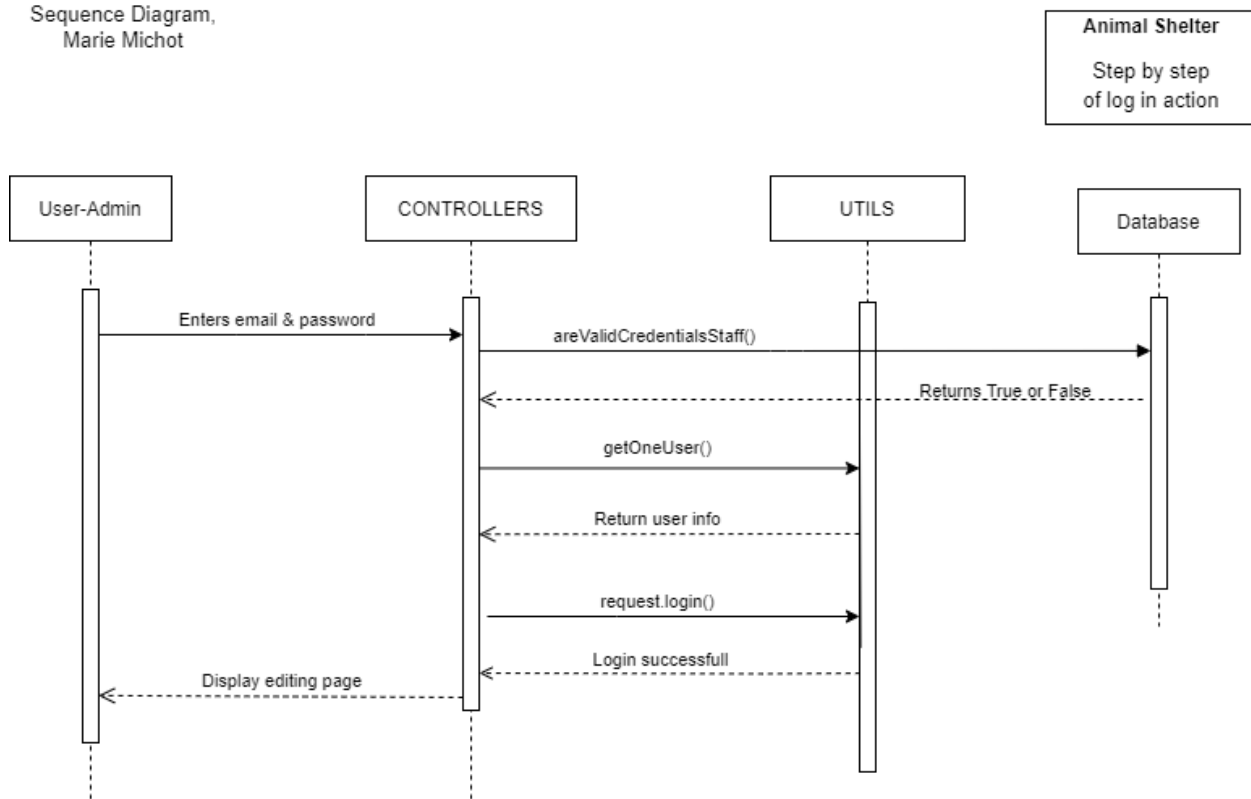 Sequence Diagram,
Marie Michot
Animal Shelter
Step by step
of log in action
User-Admin
CONTROLLERS
UTILS
Database
Enters email & password
areValidCredentialsStaff()
Returns True or False
getOneUser()
Return user info
request.login()
Login successfull
Display editing page